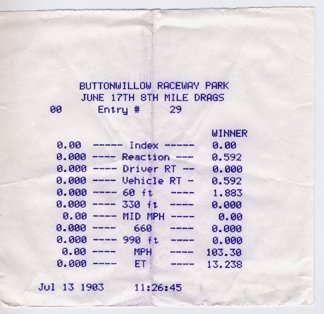 BUTTONWILLOW RACEWAY PARK
JUNE 17TH 8TH MILE DRAGS
00 Entry # 29
WINNER
0.00 ----- Index ----- 0.00
0.000 ---- Reaction --- 0.592
0.000 ---- Driver RT -- 0.000
0.000 ---- Vehicle RT - 0.592
0.000 ---- 60 ft ---- 1.883
0.000 ---- 330 ft ---- 0.000
0.00 ---- MID MPH ---- 0.00
0.000 ---- 660 ---- 0.000
0.000 ---- 990 ft ---- 0.000
0.00 ---- MPH ---- 103.30
0.000 ---- ET ---- 13.238
Jul 13 1903 11:26:45